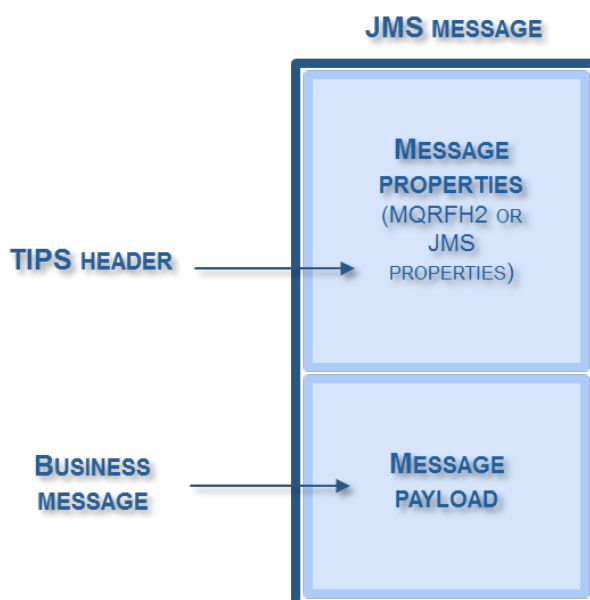 JMS MESSAGE
MESSAGE
PROPERTIES
(MQRFH2 OR
JMS
PROPERTIES)
TIPS HEADER
BUSINESS
MESSAGE
MESSAGE
PAYLOAD